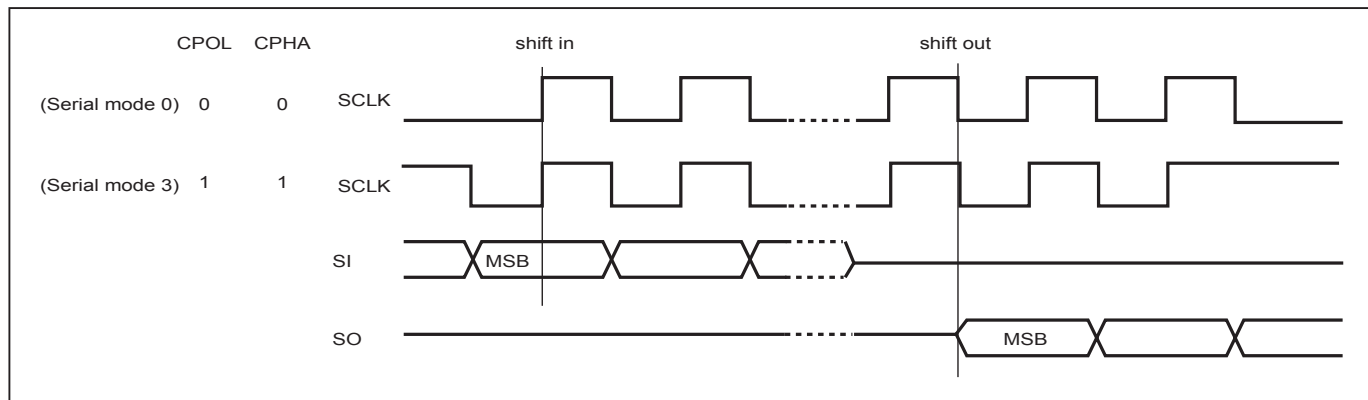 CPOL CPHA shift in shift out
(Serial mode 0) 0 0 SCLK
(Serial mode 3) 1 1 SCLK
SI MSB
SO MSB